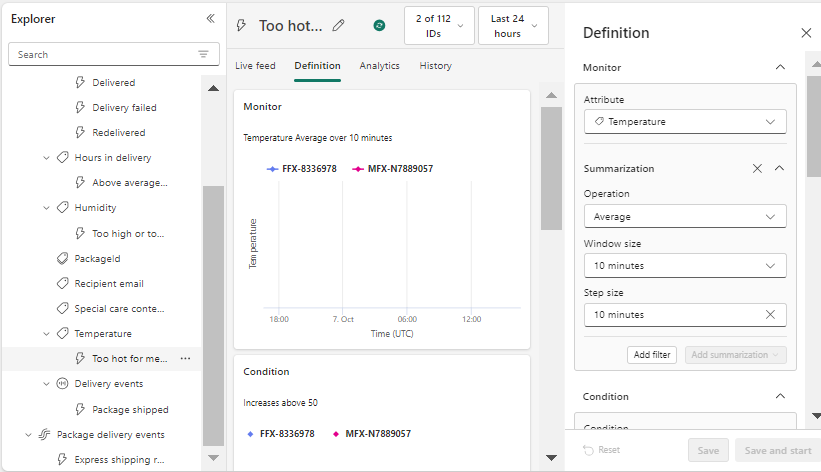 Explorer
Search
Delivered
Delivery failed
Redelivered
Hours in delivery
Above average...
Humidity
Too high or to...
PackageId
Recipient email
Special care conte...
Temperature
Too hot for me...
Delivery events
Package shipped
Package delivery events
Express shipping r...
Too hot...
2 of 112
IDs
Last 24
hours
Live feed
Definition
Analytics
History
Monitor
Temperature Average over 10 minutes
FFX-8336978
MFX-N7889057
Temperature
18:00
7. Oct
06:00
12:00
Time (UTC)
Condition
Increases above 50
FFX-8336978
MFX-N7889057
Definition
Monitor
Attribute
Temperature
Summarization
Operation
Average
Window size
10 minutes
Step size
10 minutes
Add filter
Add summarization
Condition
Condition
Reset
Save
Save and start